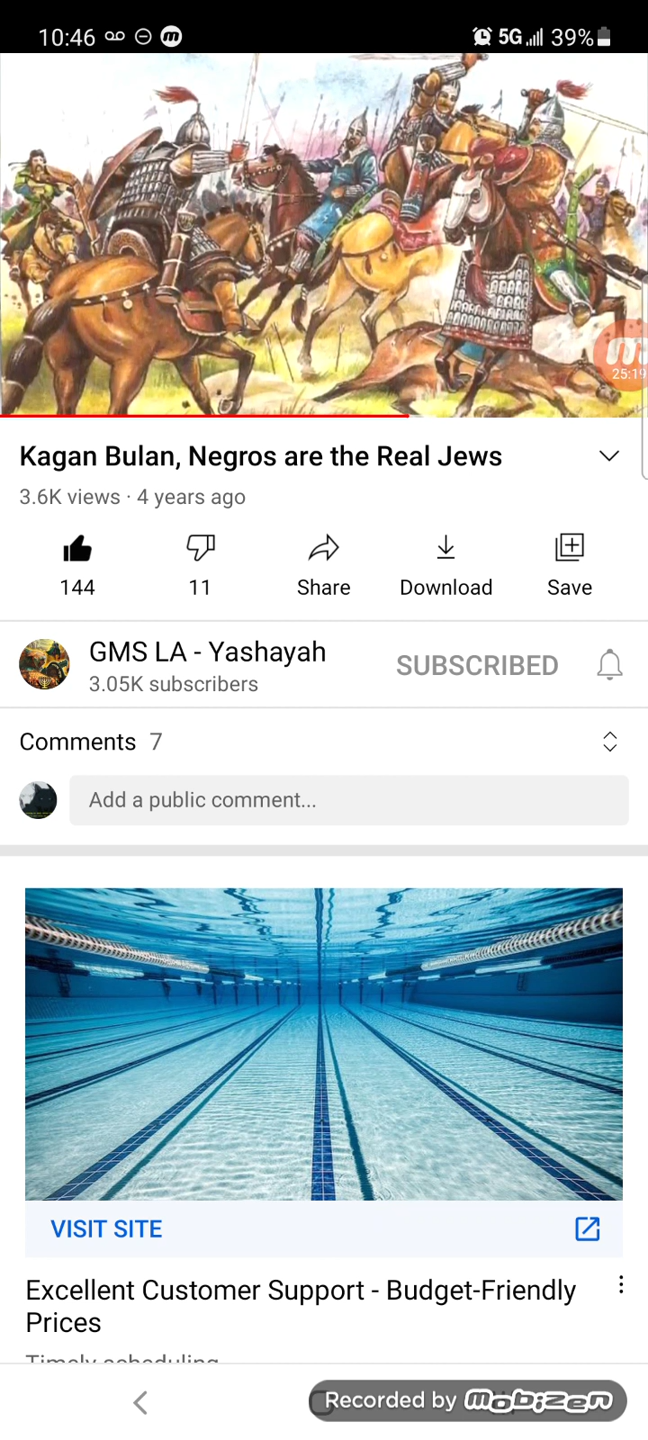 10:46 m 5G 39%
m
25:19
Kagan Bulan, Negros are the Real Jews
3.6K views · 4 years ago
144 11 Share Download Save
GMS LA - Yashayah SUBSCRIBED
3.05K subscribers
Comments 7
Add a public comment...
VISIT SITE
Excellent Customer Support - Budget-Friendly
Prices
Timely scheduling
Recorded by mobizen